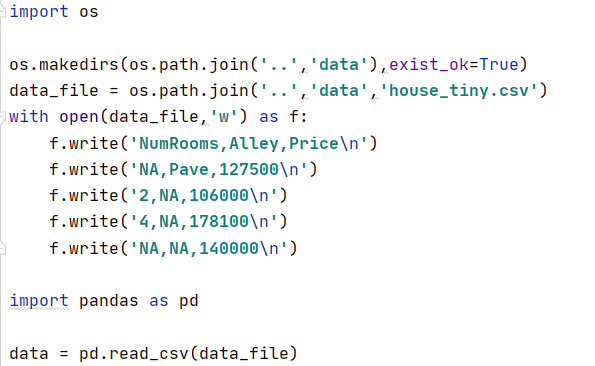 import os
os.makedirs(os.path.join('..','data'),exist_ok=True)
data_file = os.path.join('..','data','house_tiny.csv')
with open(data_file,'w') as f:
    f.write('NumRooms,Alley,Price\n')
    f.write('NA,Pave,127500\n')
    f.write('2,NA,106000\n')
    f.write('4,NA,178100\n')
    f.write('NA,NA,140000\n')
import pandas as pd
data = pd.read_csv(data_file)